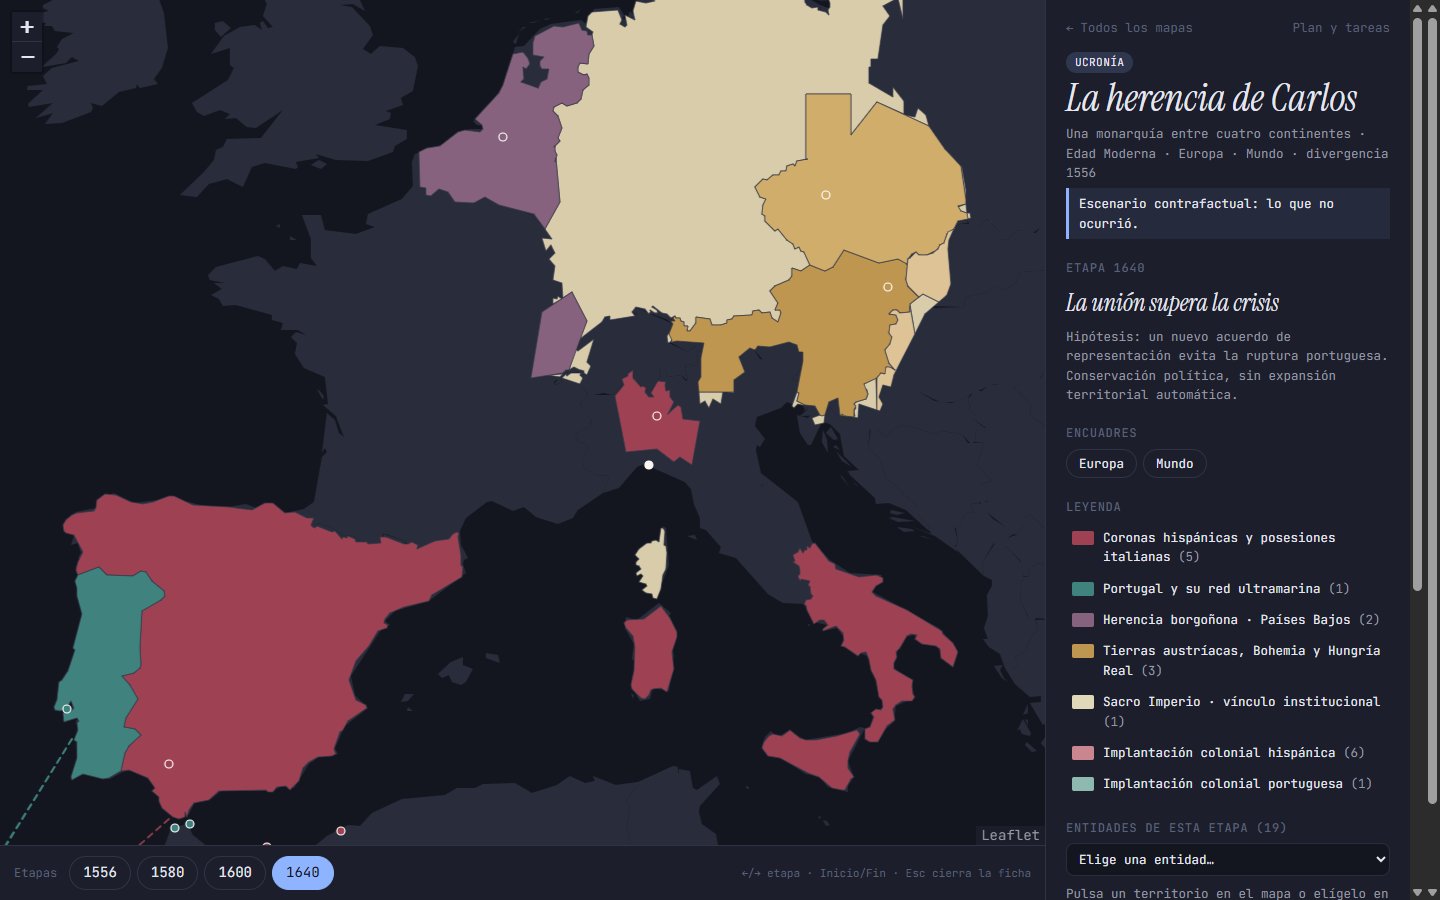 +
−
← Todos los mapas
Plan y tareas
UCRONÍA
La herencia de Carlos
Una monarquía entre cuatro continentes ·
Edad Moderna · Europa · Mundo · divergencia
1556
Escenario contrafactual: lo que no
ocurrió.
ETAPA 1640
La unión supera la crisis
Hipótesis: un nuevo acuerdo de
representación evita la ruptura portuguesa.
Conservación política, sin expansión
territorial automática.
ENCUADRES
Europa
Mundo
LEYENDA
Coronas hispánicas y posesiones
italianas (5)
Portugal y su red ultramarina (1)
Herencia borgoñona · Países Bajos (2)
Tierras austríacas, Bohemia y Hungría
Real (3)
Sacro Imperio · vínculo institucional
(1)
Implantación colonial hispánica (6)
Implantación colonial portuguesa (1)
ENTIDADES DE ESTA ETAPA (19)
Elige una entidad…
Pulsa un territorio en el mapa o elígelo en
Leaflet
Etapas
1556
1580
1600
1640
←/→ etapa · Inicio/Fin · Esc cierra la ficha